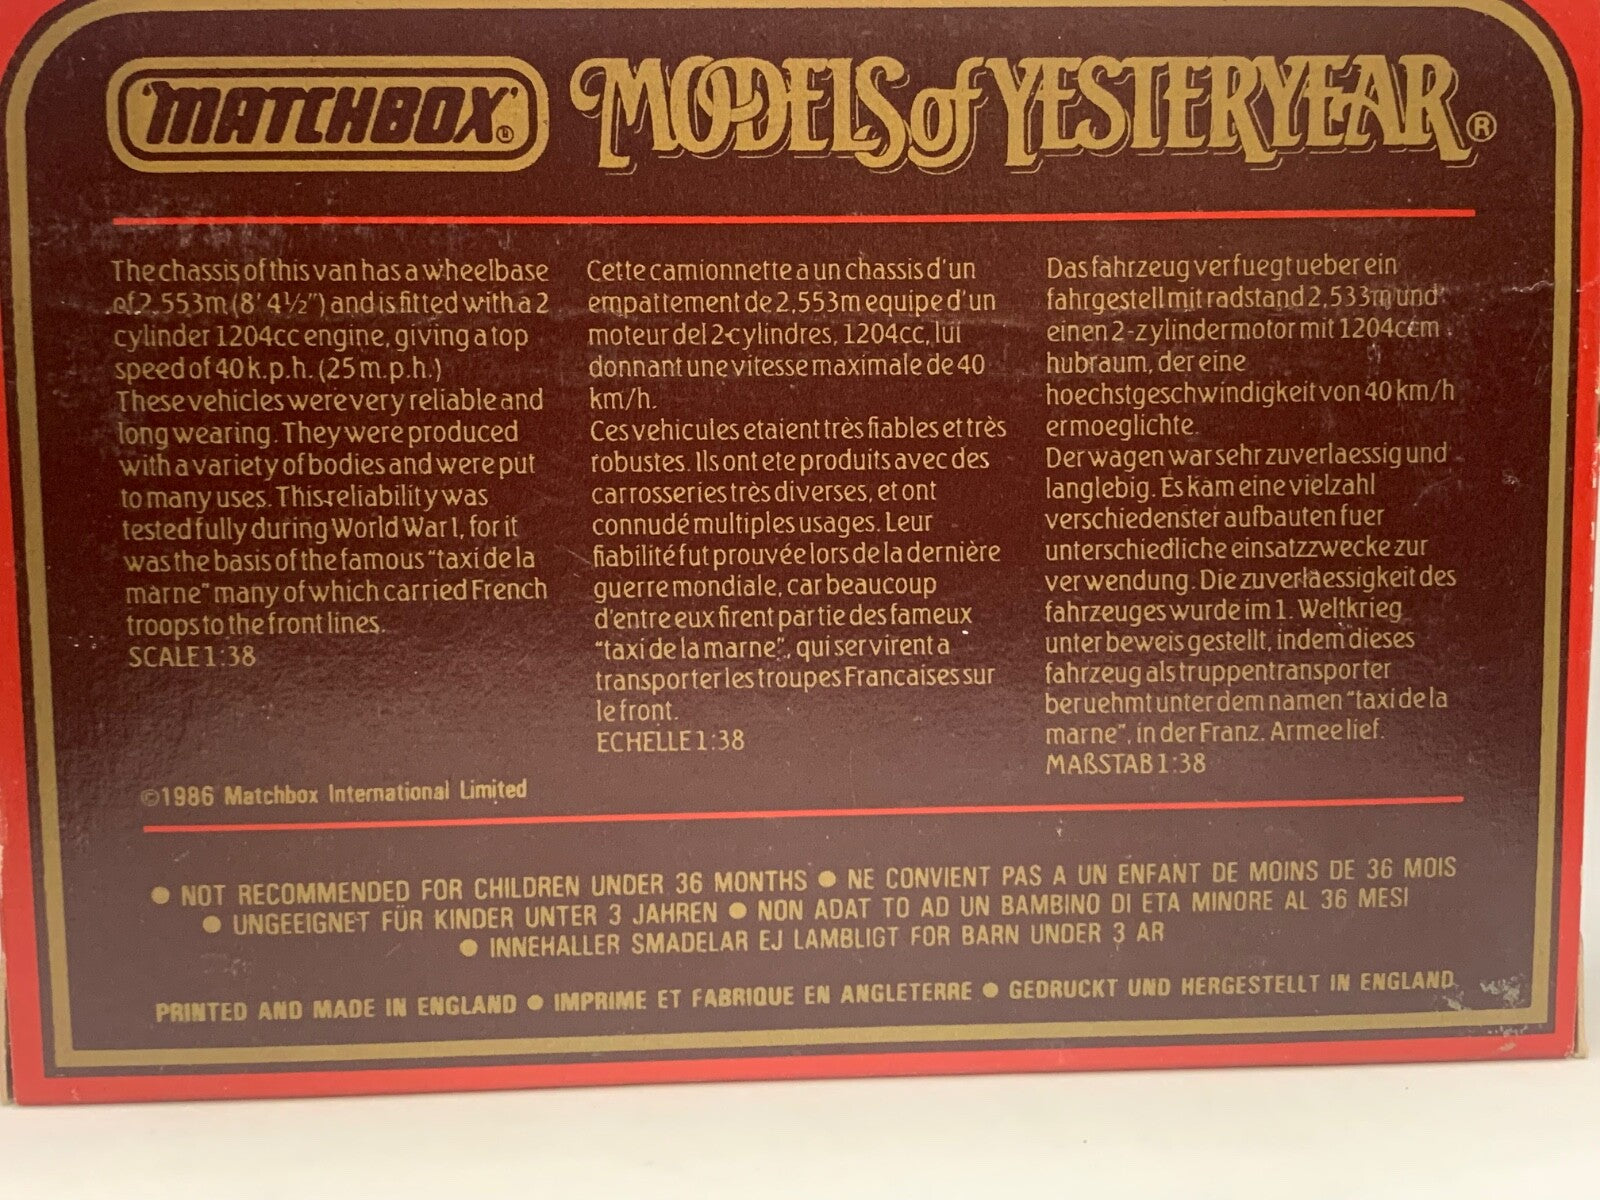 "MATCHBOX"
MODELS of YESTERYEAR®
The chassis of this van has a wheelbase
of 2,553m (8' 4½") and is fitted with a 2
cylinder 1204cc engine, giving a top
speed of 40 k.p.h. (25 m.p.h.)
These vehicles were very reliable and
long wearing. They were produced
with a variety of bodies and were put
to many uses. This reliability was
tested fully during World War I, for it
was the basis of the famous "taxi de la
marne" many of which carried French
troops to the front lines.
SCALE 1:38
©1986 Matchbox International Limited
Cette camionnette a un chassis d'un
empattement de 2,553m equipe d'un
moteur del 2-cylindres, 1204cc, lui
donnant une vitesse maximale de 40
km/h.
Ces vehicules etaient très fiables et très
robustes. Ils ont ete produits avec des
carrosseries très diverses, et ont
connu dé multiples usages. Leur
fiabilité fut prouvée lors de la dernière
guerre mondiale, car beaucoup
d'entre eux firent partie des fameux
"taxi de la marne", qui servirent a
transporter les troupes Francaises sur
le front.
ECHELLE 1:38
Das fahrzeug verfuegt ueber ein
fahrgestell mit radstand 2,533m und
einen 2-zylindermotor mit 1204ccm
hubraum, der eine
hoechstgeschwindigkeit von 40 km/h
ermoeglichte.
Der wagen war sehr zuverlaessig und
langlebig. Es kam eine vielzahl
verschiedenster aufbauten fuer
unterschiedliche einsatzzwecke zur
verwendung. Die zuverlaessigkeit des
fahrzeuges wurde im 1. Weltkrieg
unter beweis gestellt, indem dieses
fahrzeug als truppentransporter
beruehmt unter dem namen "taxi de la
marne", in der Franz. Armee lief.
MAßSTAB 1:38
● NOT RECOMMENDED FOR CHILDREN UNDER 36 MONTHS ● NE CONVIENT PAS A UN ENFANT DE MOINS DE 36 MOIS
● UNGEEIGNET FÜR KINDER UNTER 3 JAHREN ● NON ADAT TO AD UN BAMBINO DI ETA MINORE AL 36 MESI
● INNEHALLER SMADELAR EJ LAMBLIGT FOR BARN UNDER 3 AR
PRINTED AND MADE IN ENGLAND ● IMPRIME ET FABRIQUE EN ANGLETERRE ● GEDRUCKT UND HERGESTELLT IN ENGLAND